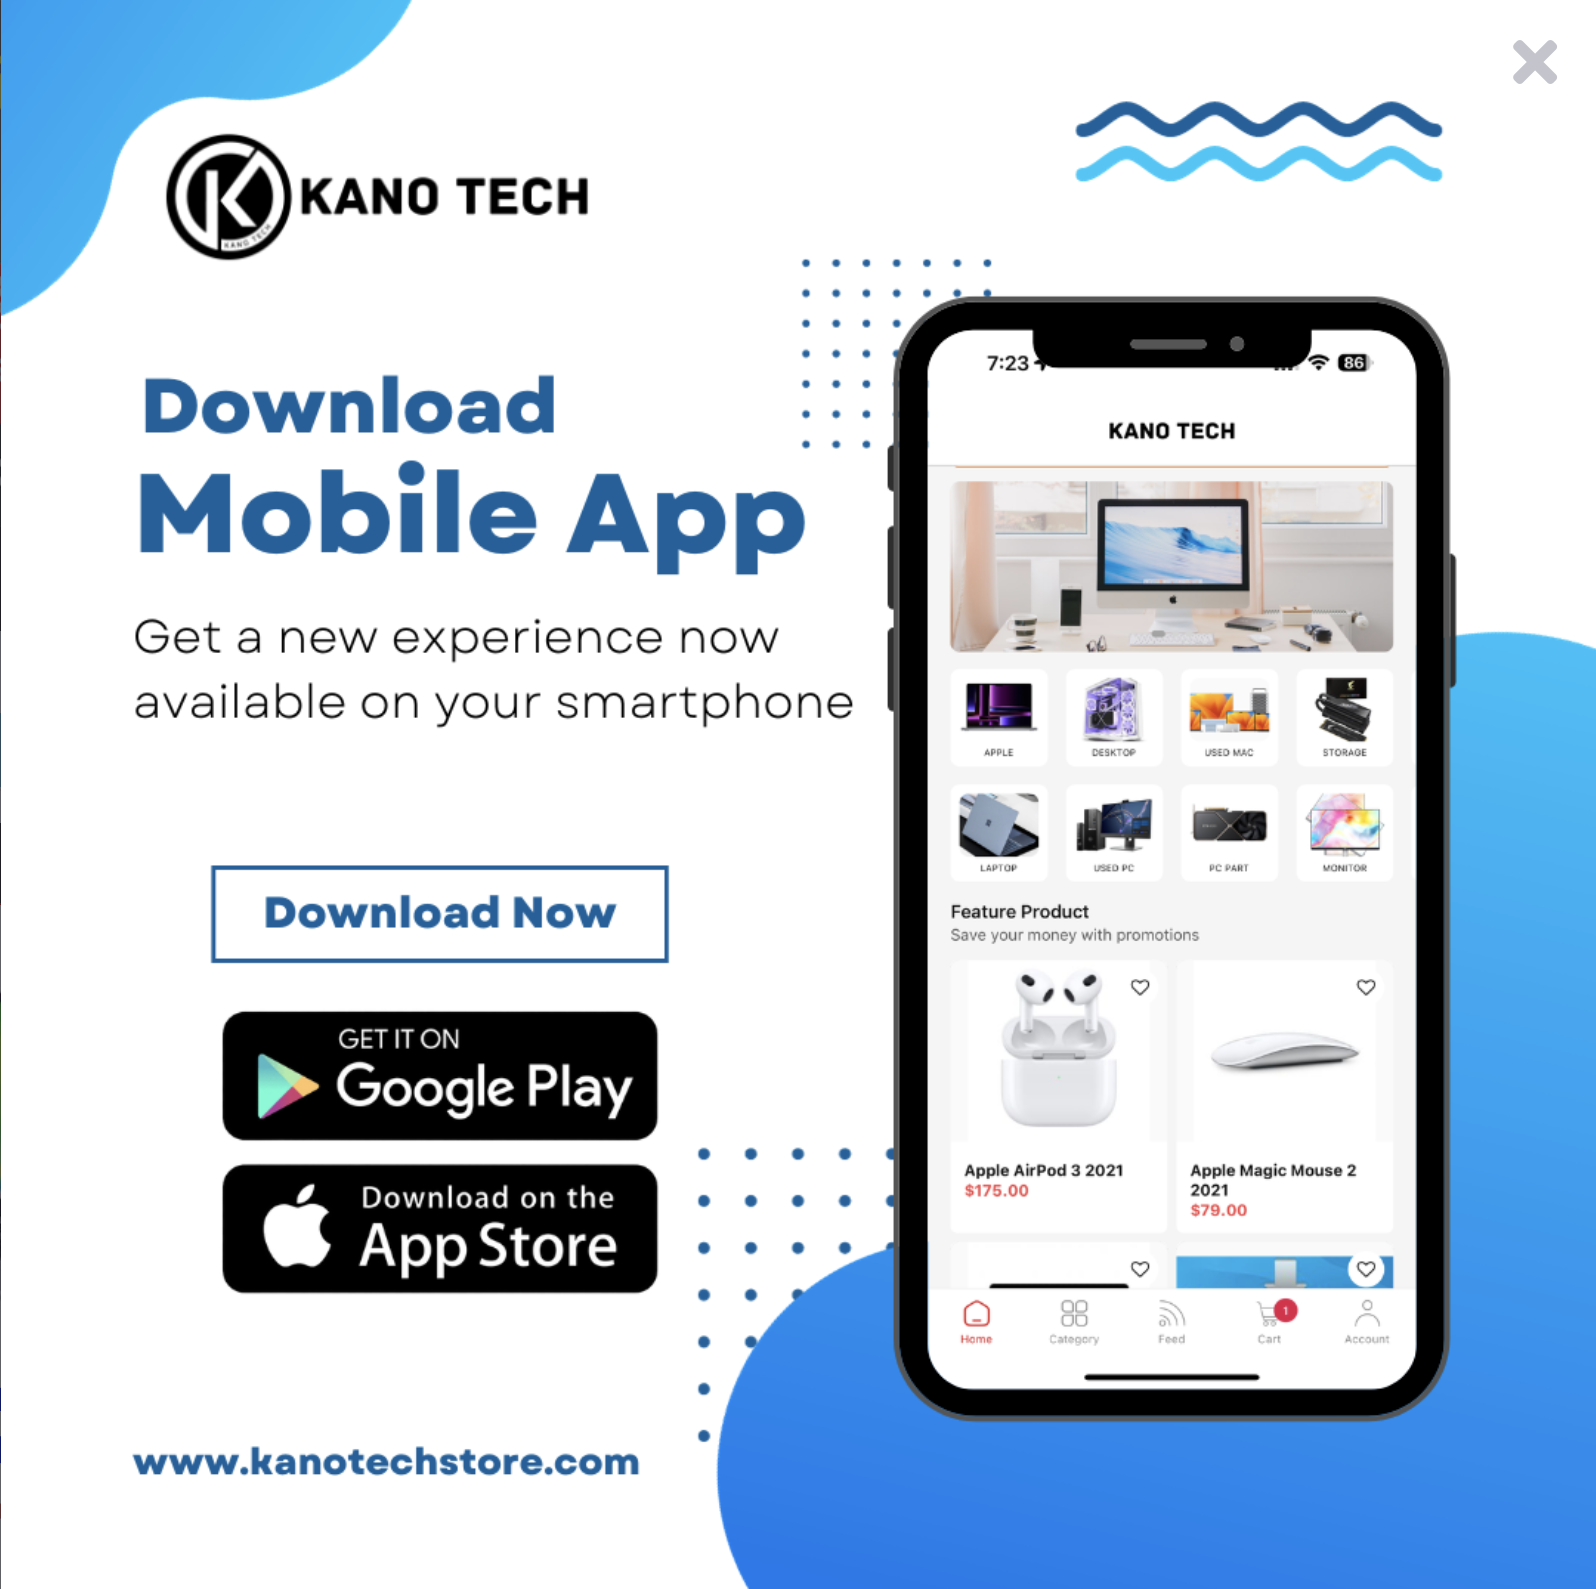 KANO TECH
KANO TECH
Download
Mobile App
Get a new experience now
available on your smartphone
Download Now
GET IT ON
Google Play
Download on the
App Store
www.kanotechstore.com
7:23
86
KANO TECH
APPLE
DESKTOP
USED MAC
STORAGE
LAPTOP
USED PC
PC PART
MONITOR
Feature Product
Save your money with promotions
Apple AirPod 3 2021
$175.00
Apple Magic Mouse 2
2021
$79.00
1
Home
Category
Feed
Cart
Account